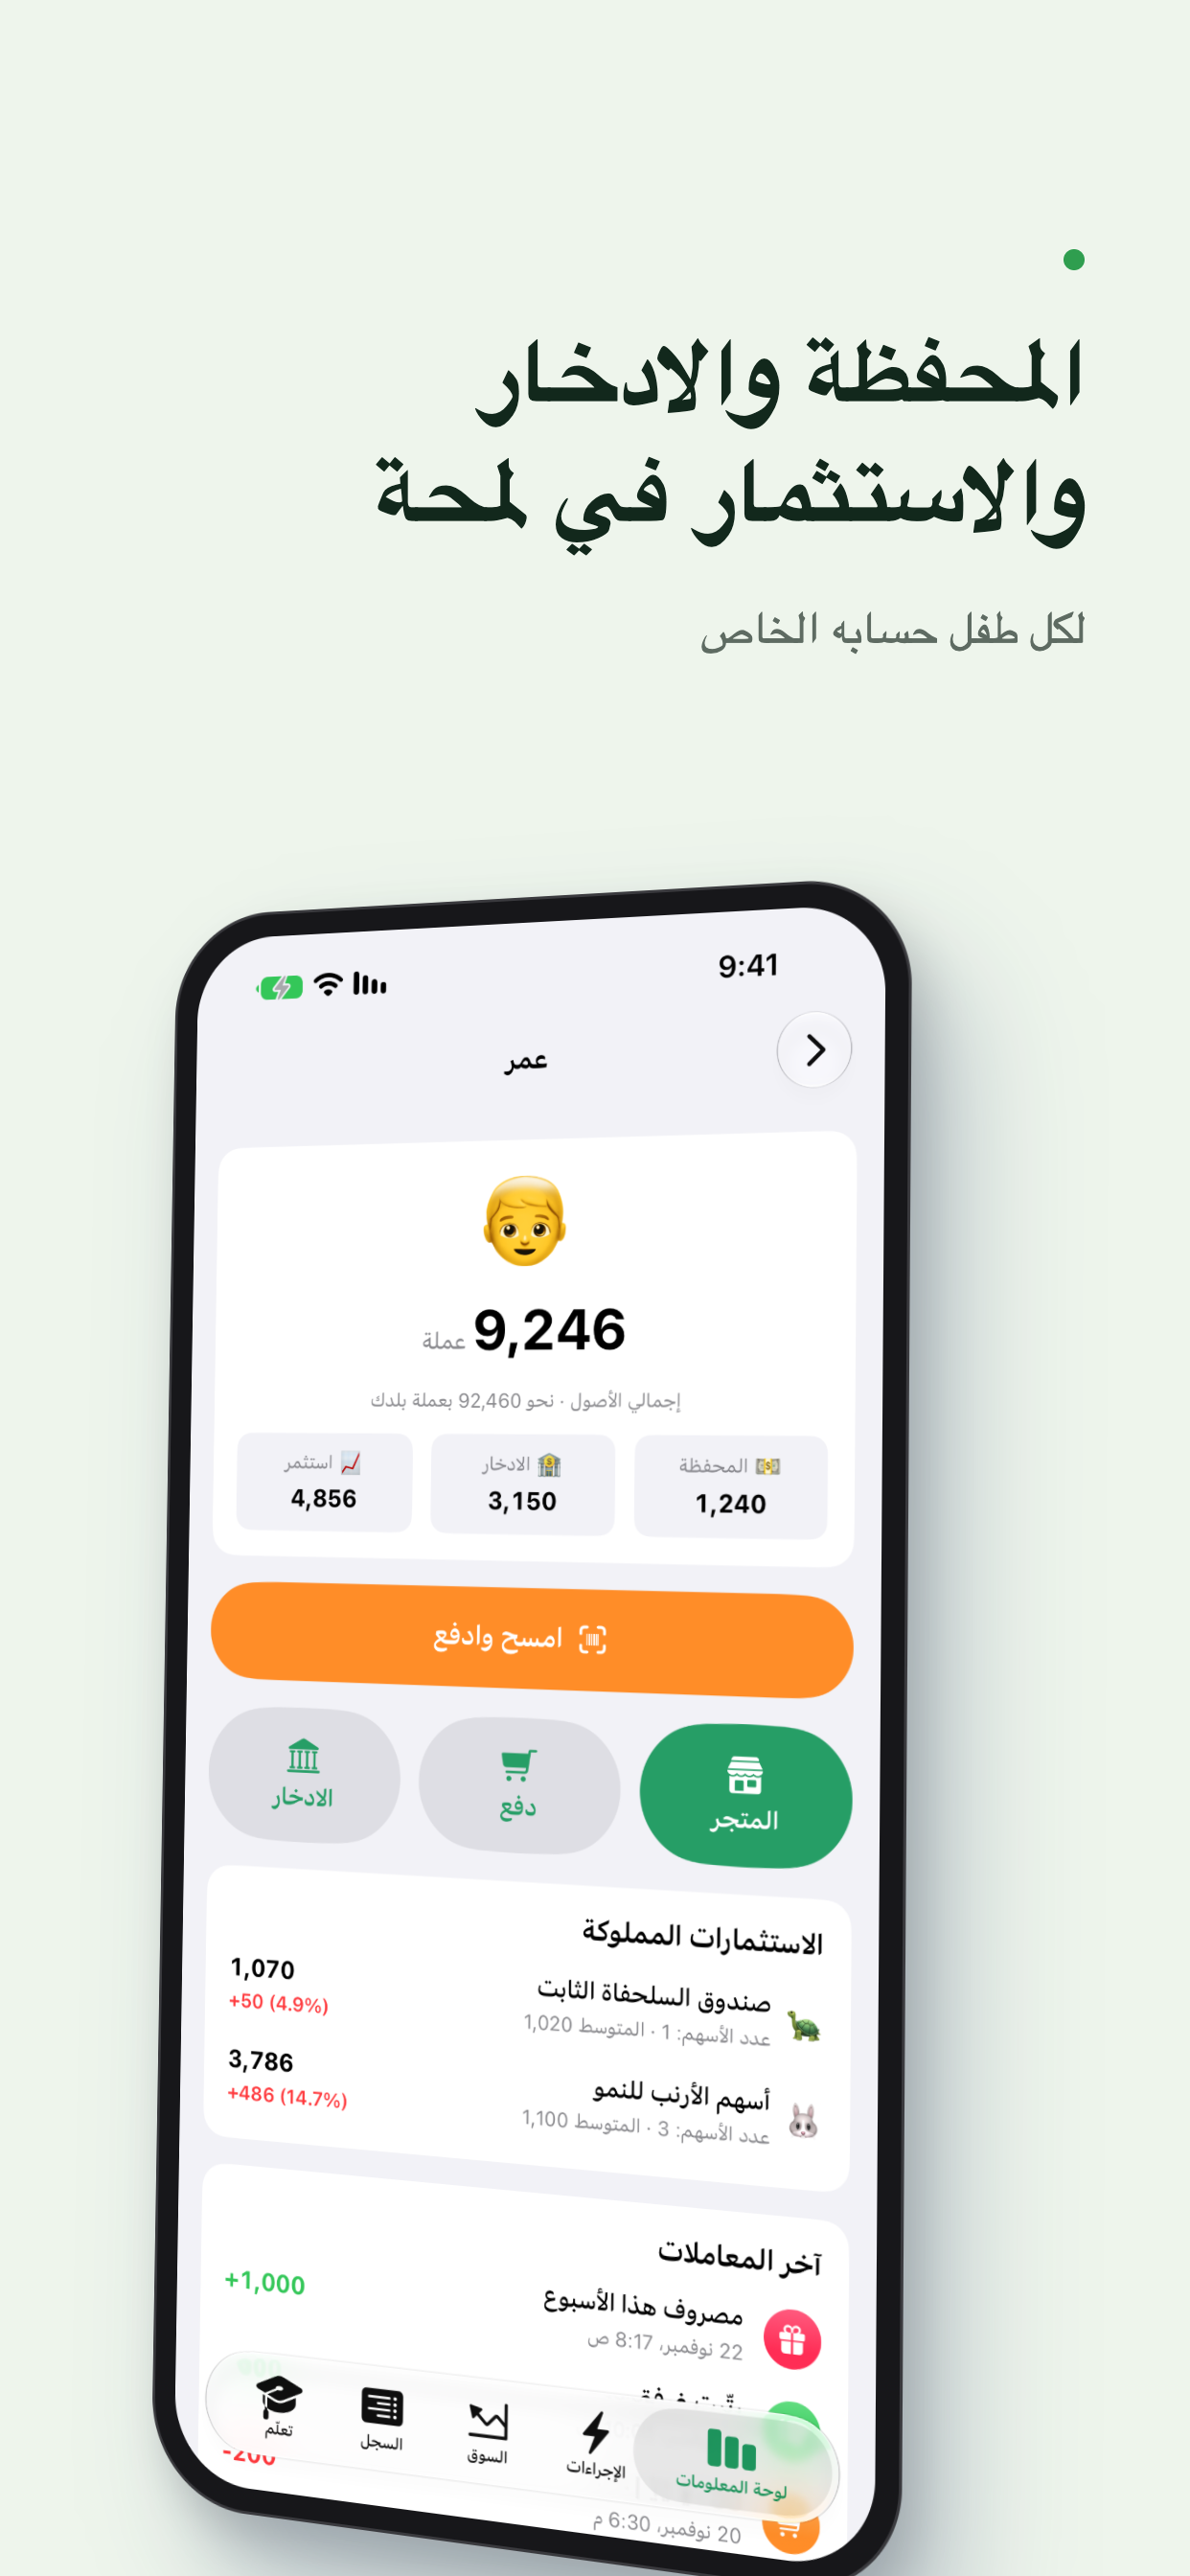 المحفظة والادخار
والاستثمار في لمحة
لكل طفل حسابه الخاص
9:41
عمر
9,246 عملة
إجمالي الأصول · نحو 92,460 بعملة بلدك
المحفظة
1,240
الادخار
3,150
استثمر
4,856
امسح وادفع
المتجر
دفع
الادخار
الاستثمارات المملوكة
صندوق السلحفاة الثابت
1,070
عدد الأسهم: 1 · المتوسط 1,020
+50 (4.9%)
أسهم الأرنب للنمو
3,786
عدد الأسهم: 3 · المتوسط 1,100
+486 (14.7%)
آخر المعاملات
مصروف هذا الأسبوع
+1,000
22 نوفمبر، 8:17 ص
لوحة المعلومات
الإجراءات
السوق
السجل
تعلّم
-200
20 نوفمبر، 6:30 م